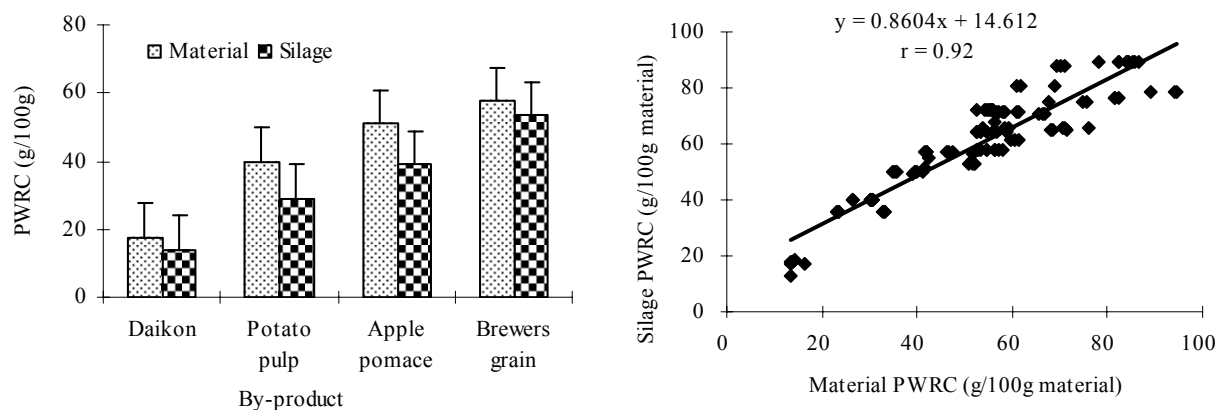 80
60
40
20
0
PWRC (g/100g)
Material Silage
Daikon Potato pulp Apple pomace Brewers grain
By-product
y = 0.8604x + 14.612
r = 0.92
100
80
60
40
20
0
Silage PWRC (g/100g material)
0 20 40 60 80 100
Material PWRC (g/100g material)